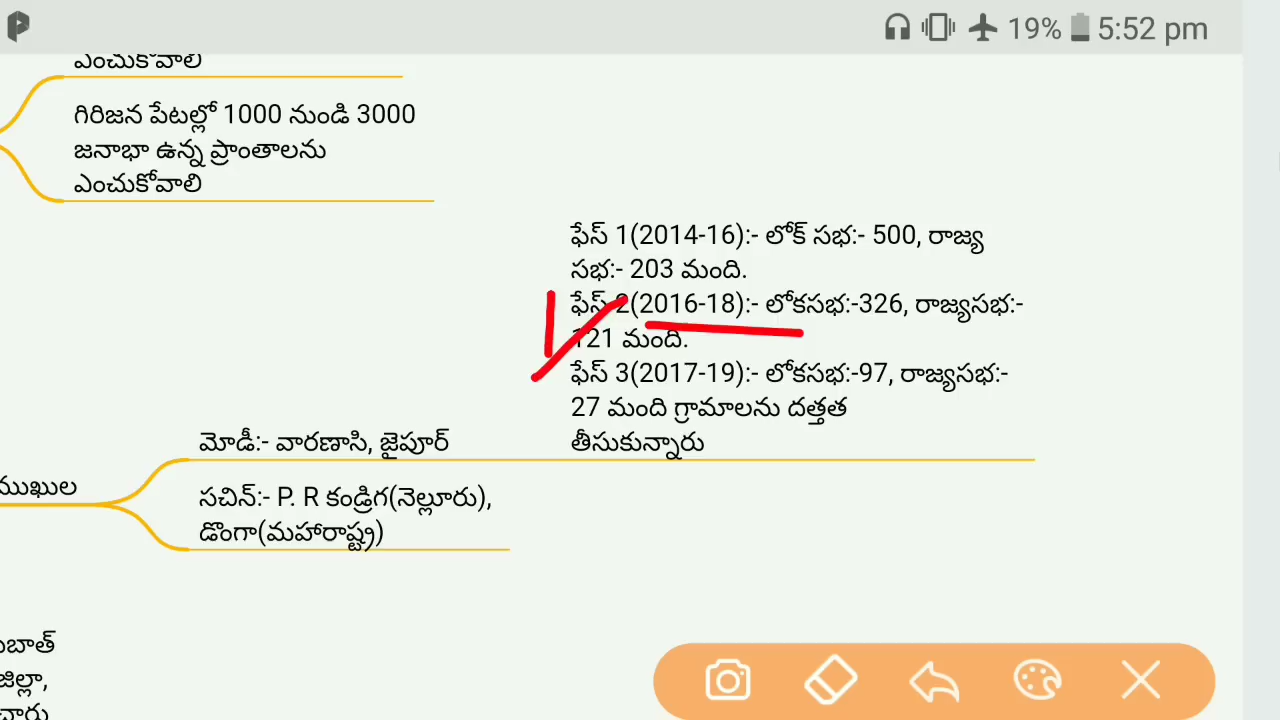 19% 5:52 pm
ఎంచుకోవాలి
గిరిజన పేటల్లో 1000 నుండి 3000
జనాభా ఉన్న ప్రాంతాలను
ఎంచుకోవాలి
ఫేస్ 1(2014-16):- లోక్ సభ:- 500, రాజ్య
సభ:- 203 మంది.
ఫేస్ 2(2016-18):- లోకసభ:-326, రాజ్యసభ:-
121 మంది.
ఫేస్ 3(2017-19):- లోకసభ:-97, రాజ్యసభ:-
27 మంది గ్రామాలను దత్తత
తీసుకున్నారు
మోడీ:- వారణాసి, జైపూర్
సచిన్:- P. R కండ్రిగ(నెల్లూరు),
డొంగా(మహారాష్ట్ర)